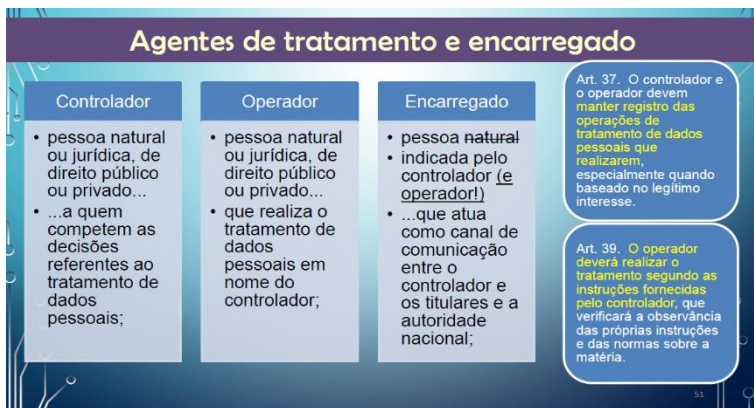 Agentes de tratamento e encarregado
Controlador
• pessoa natural
ou jurídica, de
direito público
ou privado...
• ...a quem
competem as
decisões
referentes ao
tratamento de
dados
pessoais;
Operador
• pessoa natural
ou jurídica, de
direito público
ou privado...
• que realiza o
tratamento de
dados
pessoais em
nome do
controlador;
Encarregado
• pessoa natural
• indicada pelo
controlador (e
operador!)
• ...que atua
como canal de
comunicação
entre o
controlador e
os titulares e a
autoridade
nacional;
Art. 37. O controlador e
o operador devem
manter registro das
operações de
tratamento de dados
pessoais que
realizarem,
especialmente quando
baseado no legítimo
interesse.
Art. 39. O operador
deverá realizar o
tratamento segundo as
instruções fornecidas
pelo controlador, que
verificará a observância
das próprias instruções
e das normas sobre a
matéria.
51